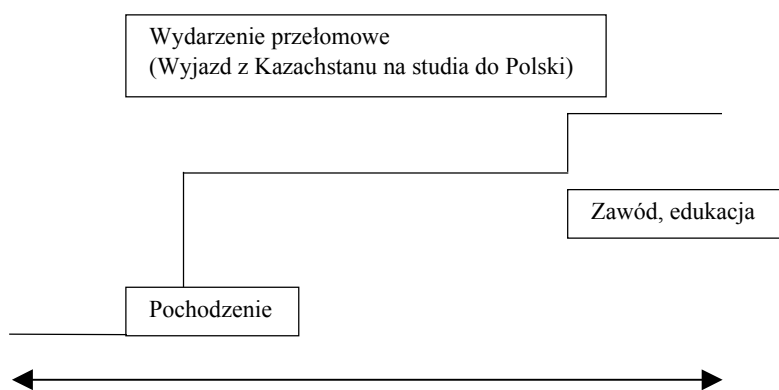 Wydarzenie przełomowe
(Wyjazd z Kazachstanu na studia do Polski)
Zawód, edukacja
Pochodzenie